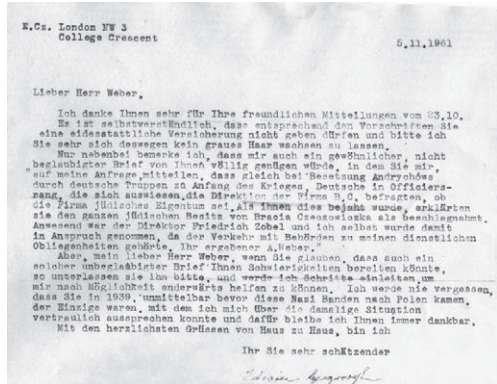 E.Cz. London NW 3
College Crescent
5.11.1961
Lieber Herr Weber,
Ich danke Ihnen sehr für Ihre freundlichen Mitteilungen vom 23.10.
Es ist selbstverständlich, dass entsprechend den Vorschriften Sie
eine eidesstattliche Versicherung nicht geben dürfen und bitte ich
Sie sehr sich deswegen kein graues Haar wachsen zu lassen.
Nur nebenbei bemerke ich, dass mir auch ein gewöhnlicher, nicht
beglaubigter Brief von Ihnen völlig genügen würde, in dem Sie mir
"auf meine Anfrage mitteilen, dass gleich bei Besetzung Andrychóws
durch deutsche Truppen zu Anfang des Krieges, Deutsche in Officiers-
rang, die sich auswiesen, die Direktion der Firma B.C. befragten, ob
die Firma jüdisches Eigentum sei. Als ihnen dies bejaht wurde, erklärten
sie den ganzen jüdischen Besitz von Bracia Czeczowiczka als beschlagnahmt.
Anwesend war der Direktor Friedrich Zobel und ich selbst wurde damit
in Anspruch genommen, da der Verkehr mit Behörden zu meinen dienstlichen
Obliegenheiten gehörte. Ihr ergebener A.Weber."
Aber, mein lieber Herr Weber, wenn Sie glauben, dass auch ein
solcher unbeglaubigter Brief Ihnen Schwierigkeiten bereiten könnte,
so unterlassen sie ihn bitte, und werde ich Schritte einleiten um
mir nach Möglichkeit anderwärts helfen zu können. Ich werde nie vergessen,
dass Sie in 1939, unmittelbar bevor diese Nazi Banden nach Polen kamen,
der Einzige waren, mit dem ich mich über die damalige Situation
vertraulich aussprechen konnte und dafür bleibe ich Ihnen immer dankbar.
Mit den herzlichsten Grüssen von Haus zu Haus, bin ich
Ihr Sie sehr schätzender